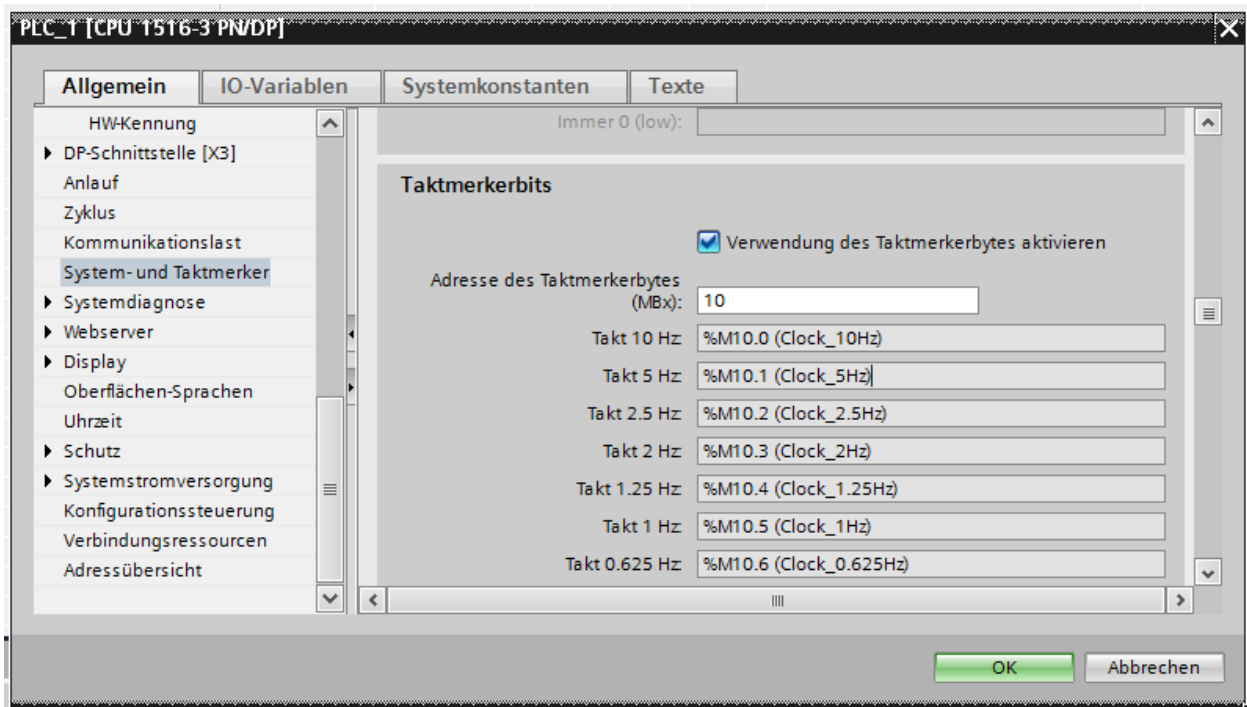 PLC_1 [CPU 1516-3 PN/DP]
Allgemein IO-Variablen Systemkonstanten Texte
HW-Kennung
DP-Schnittstelle [X3]
Anlauf
Zyklus
Kommunikationslast
System- und Taktmerker
Systemdiagnose
Webserver
Display
Oberflächen-Sprachen
Uhrzeit
Schutz
Systemstromversorgung
Konfigurationssteuerung
Verbindungsressourcen
Adressübersicht
Immer 0 (low):
Taktmerkerbits
Verwendung des Taktmerkerbytes aktivieren
Adresse des Taktmerkerbytes
(MBx): 10
Takt 10 Hz: %M10.0 (Clock_10Hz)
Takt 5 Hz: %M10.1 (Clock_5Hz)
Takt 2.5 Hz: %M10.2 (Clock_2.5Hz)
Takt 2 Hz: %M10.3 (Clock_2Hz)
Takt 1.25 Hz: %M10.4 (Clock_1.25Hz)
Takt 1 Hz: %M10.5 (Clock_1Hz)
Takt 0.625 Hz: %M10.6 (Clock_0.625Hz)
OK Abbrechen